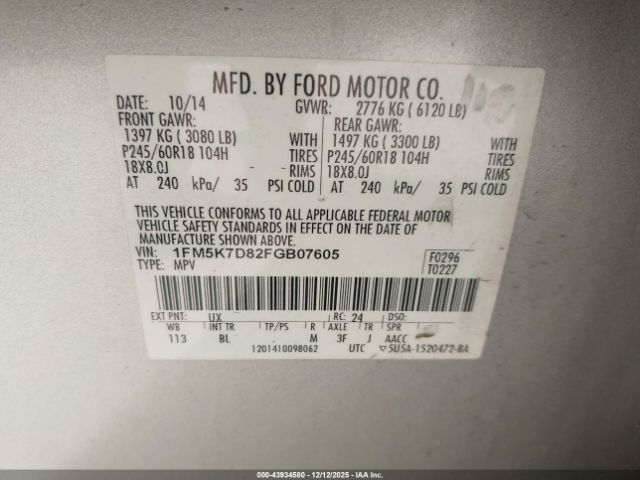 MFD. BY FORD MOTOR CO.
DATE: 10/14 GVWR: 2776 KG ( 6120 LB)
FRONT GAWR: REAR GAWR:
1397 KG ( 3080 LB) WITH 1497 KG ( 3300 LB) WITH
P245/60R18 104H TIRES P245/60R18 104H TIRES
18X8.0J RIMS 18X8.0J RIMS
AT 240 kPa/ 35 PSI COLD AT 240 kPa/ 35 PSI COLD
THIS VEHICLE CONFORMS TO ALL APPLICABLE FEDERAL MOTOR
VEHICLE SAFETY STANDARDS IN EFFECT ON THE DATE OF
MANUFACTURE SHOWN ABOVE.
VIN: 1FM5K7D82FGB07605 F0296
TYPE: MPV T0227
EXT PNT: UX RC: 24 DSO:
WB INT TR TP/PS R AXLE TR SPR
113 BL M 3F J AACC
1201410098062 UTC ▽5U5A-1520472-BA
000-43934580 - 12/12/2025 - IAA, Inc.